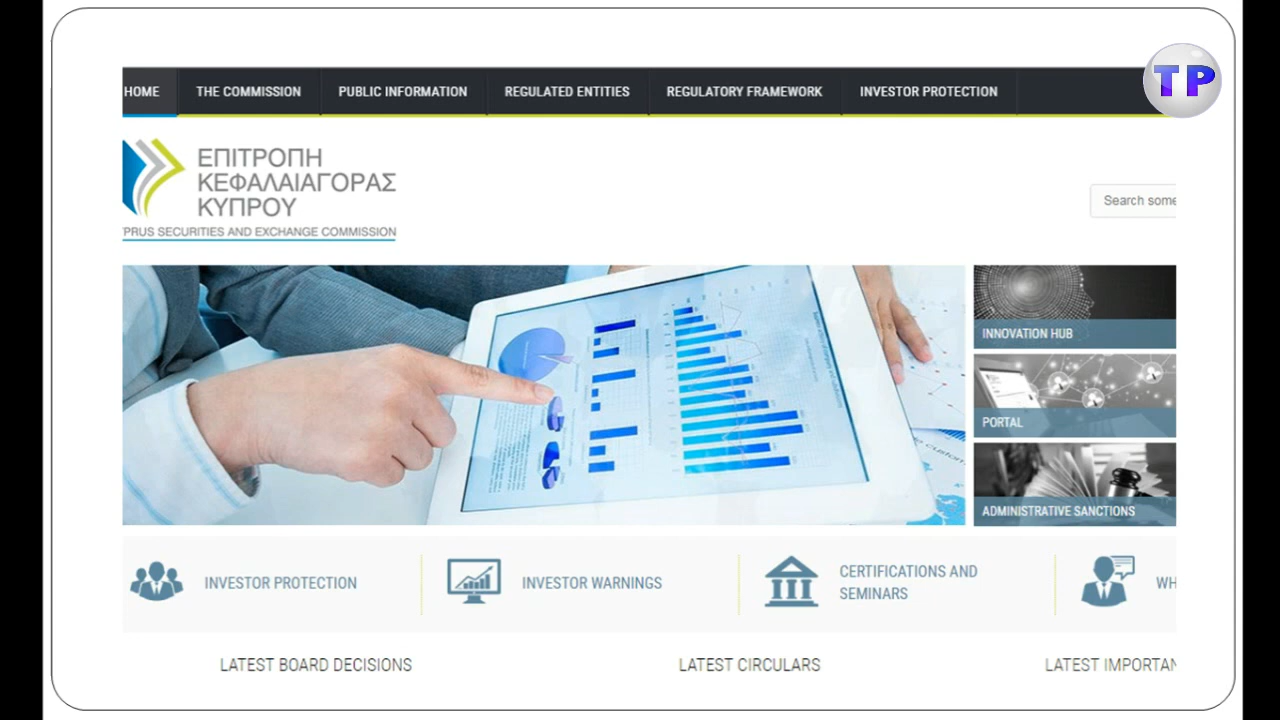 HOME THE COMMISSION PUBLIC INFORMATION REGULATED ENTITIES REGULATORY FRAMEWORK INVESTOR PROTECTION
TP
ΕΠΙΤΡΟΠΗ
ΚΕΦΑΛΑΙΑΓΟΡΑΣ
ΚΥΠΡΟΥ
PRUS SECURITIES AND EXCHANGE COMMISSION
Search some
INNOVATION HUB
PORTAL
ADMINISTRATIVE SANCTIONS
INVESTOR PROTECTION
INVESTOR WARNINGS
CERTIFICATIONS AND
SEMINARS
WH
LATEST BOARD DECISIONS
LATEST CIRCULARS
LATEST IMPORTAN